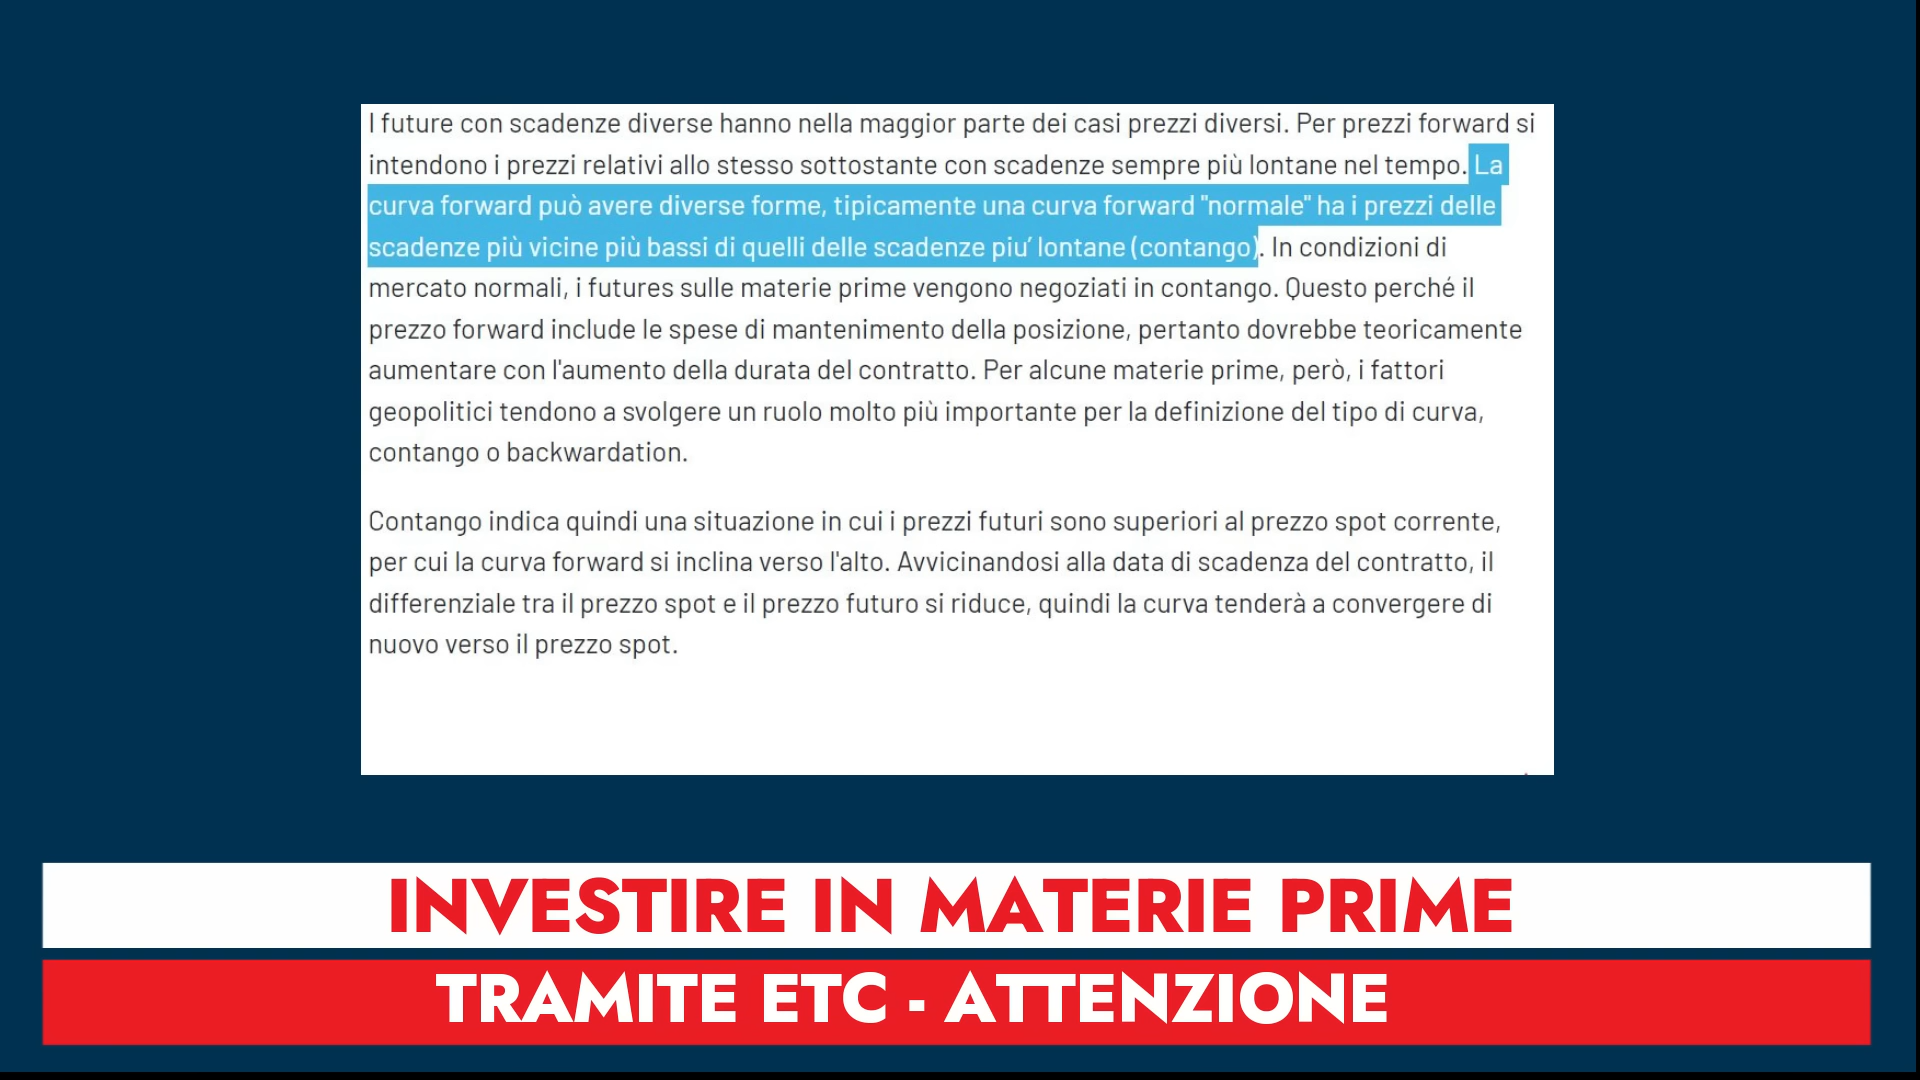 I future con scadenze diverse hanno nella maggior parte dei casi prezzi diversi. Per prezzi forward si
intendono i prezzi relativi allo stesso sottostante con scadenze sempre più lontane nel tempo. La
curva forward può avere diverse forme, tipicamente una curva forward "normale" ha i prezzi delle
scadenze più vicine più bassi di quelli delle scadenze piu’ lontane (contango). In condizioni di
mercato normali, i futures sulle materie prime vengono negoziati in contango. Questo perché il
prezzo forward include le spese di mantenimento della posizione, pertanto dovrebbe teoricamente
aumentare con l'aumento della durata del contratto. Per alcune materie prime, però, i fattori
geopolitici tendono a svolgere un ruolo molto più importante per la definizione del tipo di curva,
contango o backwardation.
Contango indica quindi una situazione in cui i prezzi futuri sono superiori al prezzo spot corrente,
per cui la curva forward si inclina verso l'alto. Avvicinandosi alla data di scadenza del contratto, il
differenziale tra il prezzo spot e il prezzo futuro si riduce, quindi la curva tenderà a convergere di
nuovo verso il prezzo spot.
INVESTIRE IN MATERIE PRIME
TRAMITE ETC - ATTENZIONE